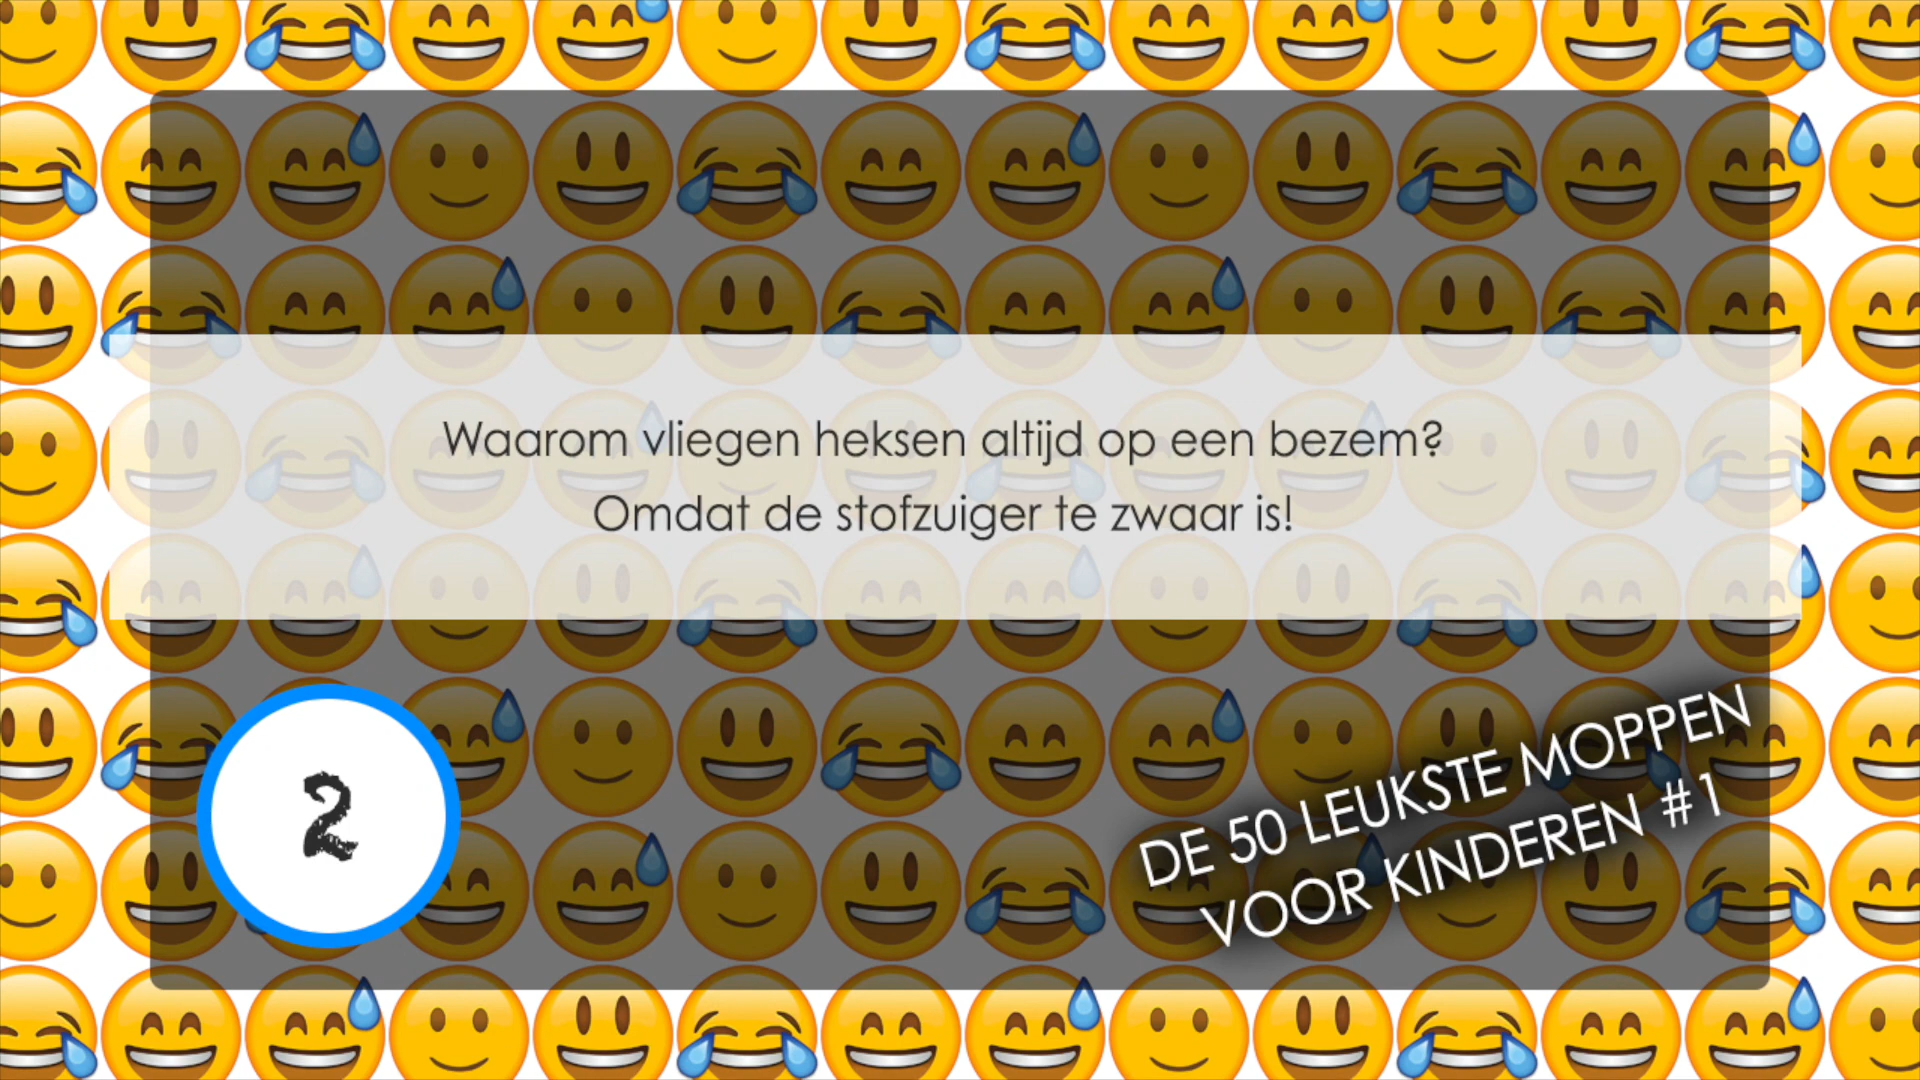 Waarom vliegen heksen altijd op een bezem?
Omdat de stofzuiger te zwaar is!
2
DE 50 LEUKSTE MOPPEN
VOOR KINDEREN #1